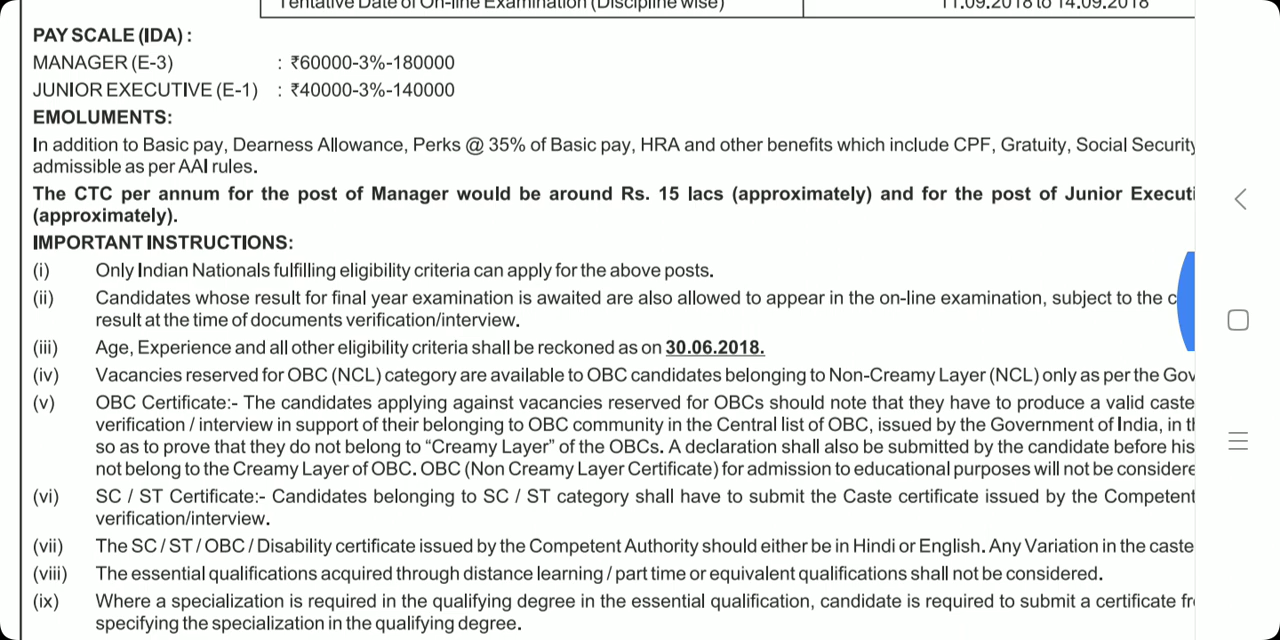 Tentative Date of On-line Examination (Discipline wise) 11.09.2018 to 14.09.2018
PAY SCALE (IDA) :
MANAGER (E-3) : ₹60000-3%-180000
JUNIOR EXECUTIVE (E-1) : ₹40000-3%-140000
EMOLUMENTS:
In addition to Basic pay, Dearness Allowance, Perks @ 35% of Basic pay, HRA and other benefits which include CPF, Gratuity, Social Security
admissible as per AAI rules.
The CTC per annum for the post of Manager would be around Rs. 15 lacs (approximately) and for the post of Junior Executi
(approximately).
IMPORTANT INSTRUCTIONS:
(i) Only Indian Nationals fulfilling eligibility criteria can apply for the above posts.
(ii) Candidates whose result for final year examination is awaited are also allowed to appear in the on-line examination, subject to the c
result at the time of documents verification/interview.
(iii) Age, Experience and all other eligibility criteria shall be reckoned as on 30.06.2018.
(iv) Vacancies reserved for OBC (NCL) category are available to OBC candidates belonging to Non-Creamy Layer (NCL) only as per the Gov
(v) OBC Certificate:- The candidates applying against vacancies reserved for OBCs should note that they have to produce a valid caste
verification / interview in support of their belonging to OBC community in the Central list of OBC, issued by the Government of India, in th
so as to prove that they do not belong to “Creamy Layer” of the OBCs. A declaration shall also be submitted by the candidate before his
not belong to the Creamy Layer of OBC. OBC (Non Creamy Layer Certificate) for admission to educational purposes will not be considere
(vi) SC / ST Certificate:- Candidates belonging to SC / ST category shall have to submit the Caste certificate issued by the Competent
verification/interview.
(vii) The SC / ST / OBC / Disability certificate issued by the Competent Authority should either be in Hindi or English. Any Variation in the caste
(viii) The essential qualifications acquired through distance learning / part time or equivalent qualifications shall not be considered.
(ix) Where a specialization is required in the qualifying degree in the essential qualification, candidate is required to submit a certificate fr
specifying the specialization in the qualifying degree.